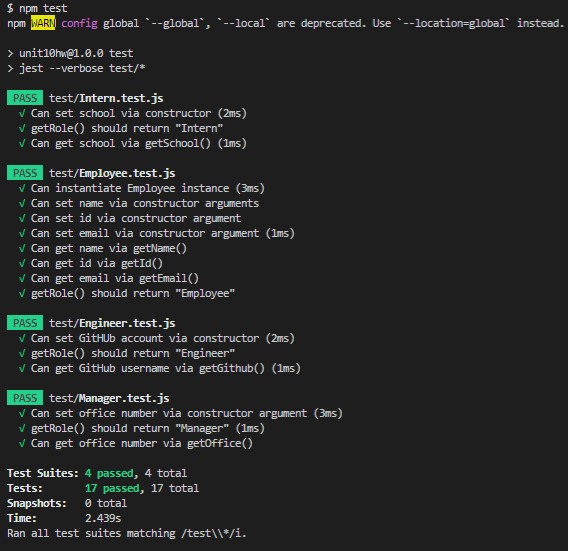 $ npm test
npm WARN config global `--global`, `--local` are deprecated. Use `--location=global` instead.
> unit10hw@1.0.0 test
> jest --verbose test/*
PASS test/Intern.test.js
√ Can set school via constructor (2ms)
√ getRole() should return "Intern"
√ Can get school via getSchool() (1ms)
PASS test/Employee.test.js
√ Can instantiate Employee instance (3ms)
√ Can set name via constructor arguments
√ Can set id via constructor argument
√ Can set email via constructor argument (1ms)
√ Can get name via getName()
√ Can get id via getId()
√ Can get email via getEmail()
√ getRole() should return "Employee"
PASS test/Engineer.test.js
√ Can set GitHUb account via constructor (2ms)
√ getRole() should return "Engineer"
√ Can get GitHub username via getGithub() (1ms)
PASS test/Manager.test.js
√ Can set office number via constructor argument (3ms)
√ getRole() should return "Manager" (1ms)
√ Can get office number via getOffice()
Test Suites: 4 passed, 4 total
Tests: 17 passed, 17 total
Snapshots: 0 total
Time: 2.439s
Ran all test suites matching /test\\*/i.